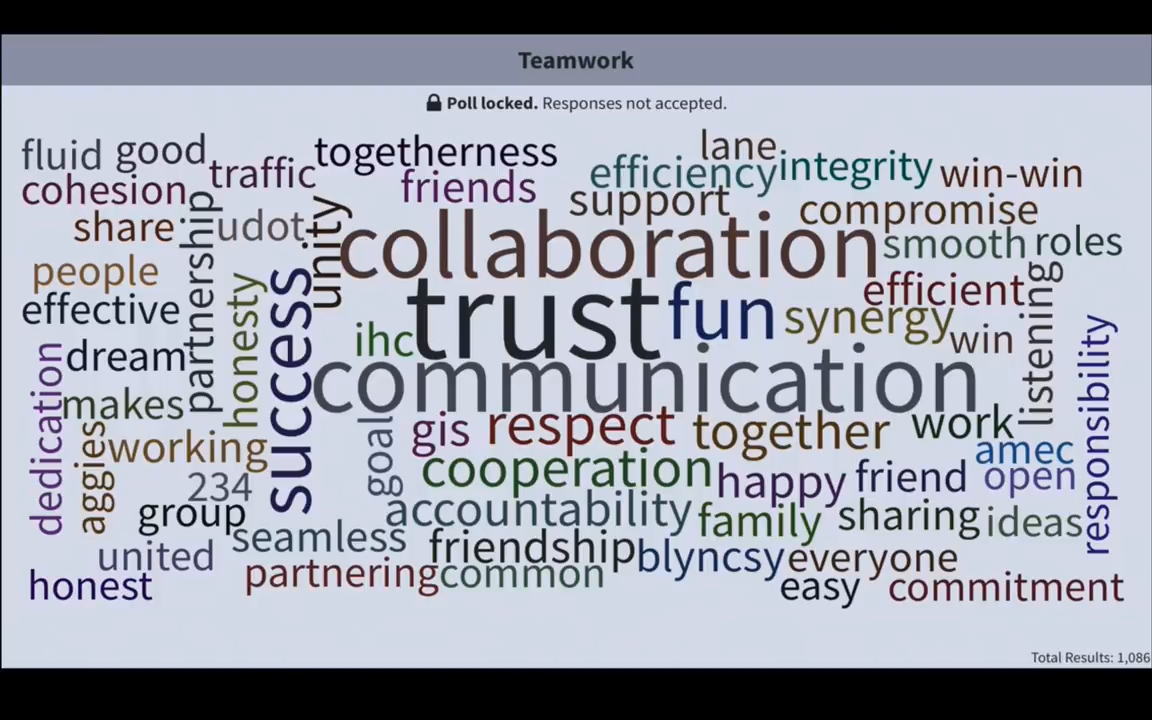 Teamwork
Poll locked. Responses not accepted.
fluid
good
traffic
togetherness
lane
efficiency
integrity
win-win
cohesion
friends
support
compromise
share
partnership
udot
unity
collaboration
smooth
roles
people
effective
honesty
success
trust
fun
synergy
efficient
win
listening
responsibility
ihc
dream
dedication
makes
communication
aggies
working
goal
gis
respect
together
work
amec
234
cooperation
happy
friend
open
group
accountability
family
sharing
ideas
united
seamless
friendship
blyncsy
everyone
honest
partnering
common
easy
commitment
Total Results: 1,086